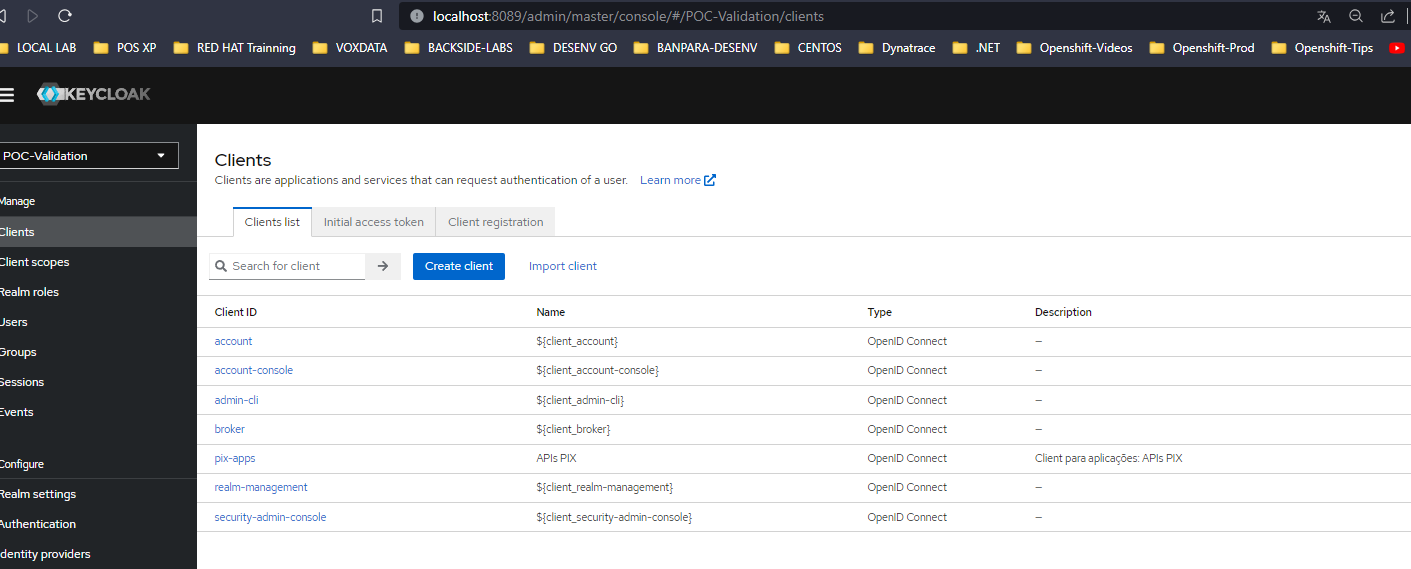 localhost:8089/admin/master/console/#/POC-Validation/clients
LOCAL LAB POS XP RED HAT Trainning VOXDATA BACKSIDE-LABS DESENV GO BANPARA-DESENV CENTOS Dynatrace .NET Openshift-Videos Openshift-Prod Openshift-Tips
KEYCLOAK
POC-Validation
Manage
Clients
Client scopes
Realm roles
Users
Groups
Sessions
Events
Configure
Realm settings
Authentication
Identity providers
Clients
Clients are applications and services that can request authentication of a user. Learn more
Clients list Initial access token Client registration
Search for client Create client Import client
Client ID Name Type Description
account ${client_account} OpenID Connect –
account-console ${client_account-console} OpenID Connect –
admin-cli ${client_admin-cli} OpenID Connect –
broker ${client_broker} OpenID Connect –
pix-apps APIs PIX OpenID Connect Client para aplicações: APIs PIX
realm-management ${client_realm-management} OpenID Connect –
security-admin-console ${client_security-admin-console} OpenID Connect –